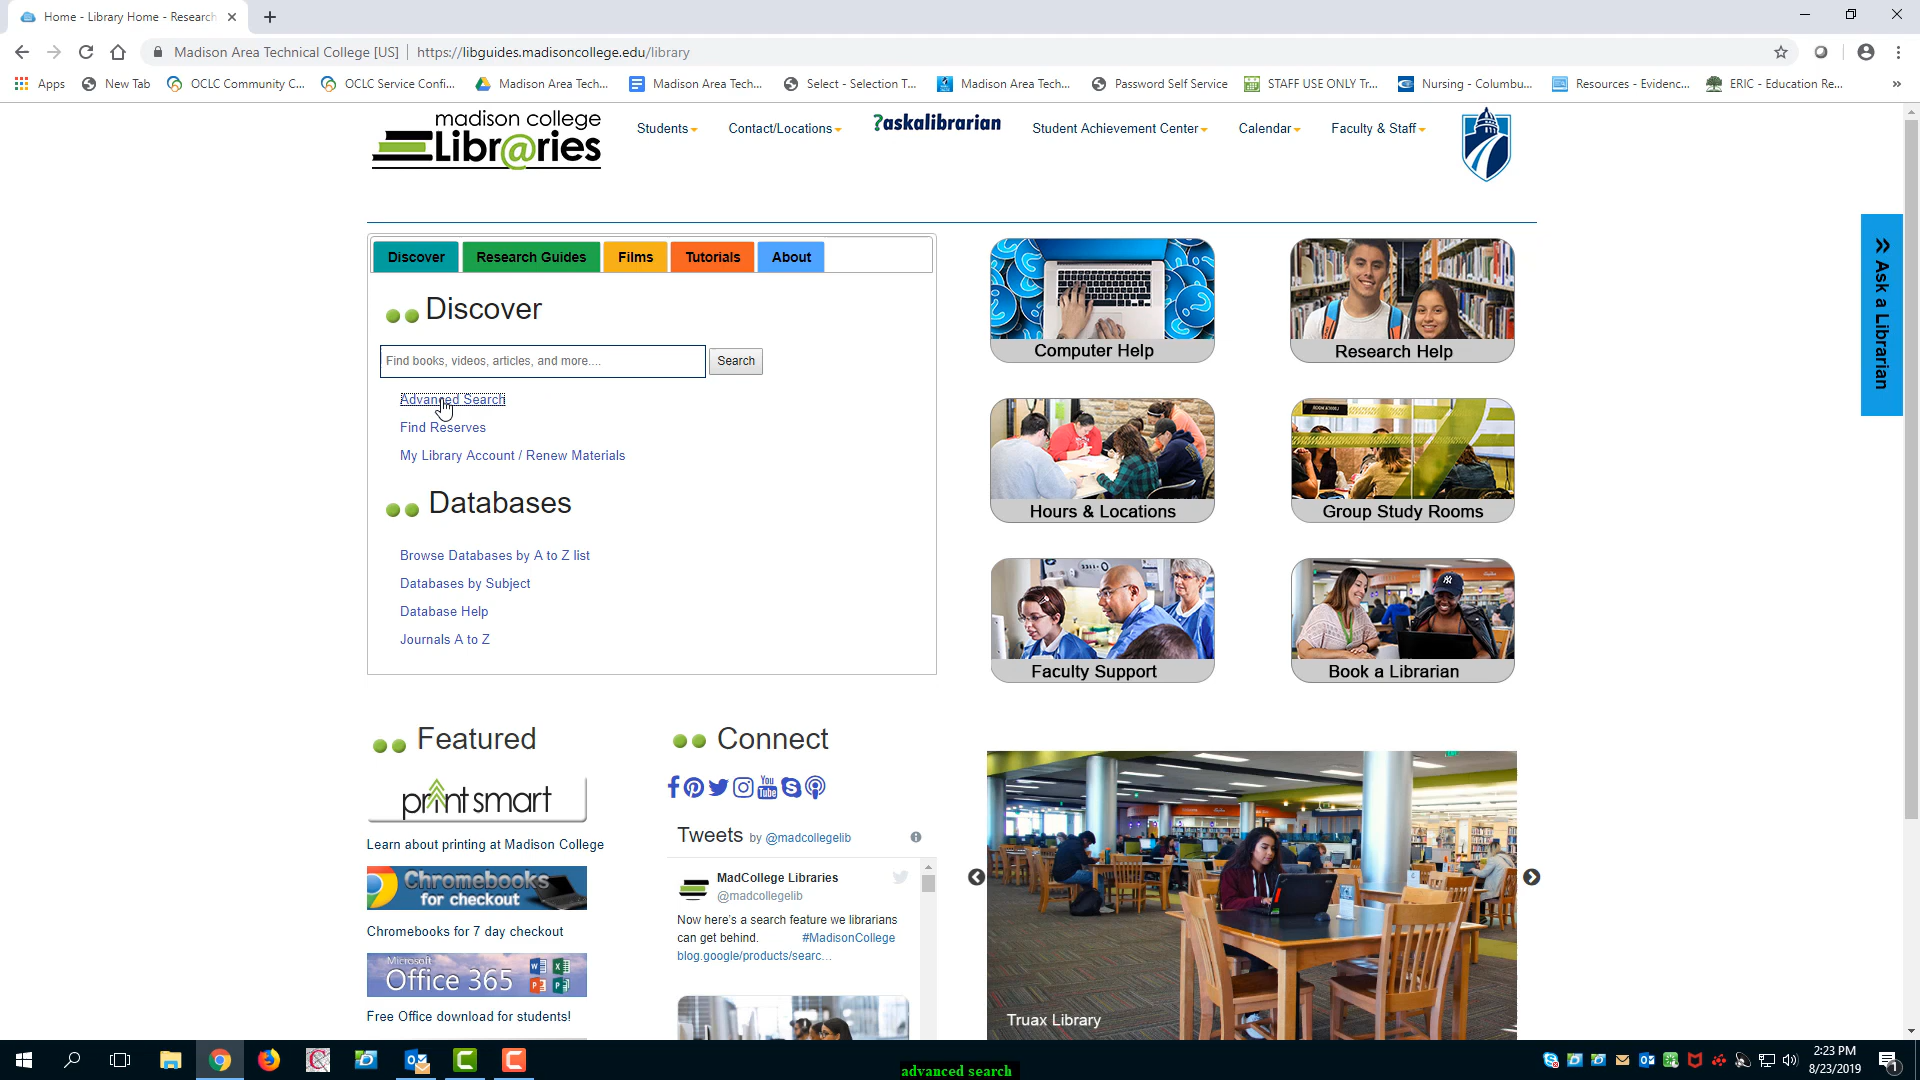 Home - Library Home - Research
Madison Area Technical College [US] | https://libguides.madisoncollege.edu/library
Apps
New Tab
OCLC Community C...
OCLC Service Confi...
Madison Area Tech...
Madison Area Tech...
Select - Selection T...
Madison Area Tech...
Password Self Service
STAFF USE ONLY Tr...
Nursing - Columbu...
Resources - Evidenc...
ERIC - Education Re...
madison college
Libr@ries
Students
Contact/Locations
?askalibrarian
Student Achievement Center
Calendar
Faculty & Staff
Ask a Librarian
Discover
Research Guides
Films
Tutorials
About
Discover
Find books, videos, articles, and more....
Search
Advanced Search
Find Reserves
My Library Account / Renew Materials
Databases
Browse Databases by A to Z list
Databases by Subject
Database Help
Journals A to Z
Computer Help
Research Help
Hours & Locations
Group Study Rooms
Faculty Support
Book a Librarian
Featured
print smart
Learn about printing at Madison College
Chromebooks
for checkout
Chromebooks for 7 day checkout
Microsoft
Office 365
Free Office download for students!
Connect
You
Tube
Tweets by @madcollegelib
MadCollege Libraries
@madcollegelib
Now here's a search feature we librarians
can get behind. #MadisonCollege
blog.google/products/searc...
Truax Library
2:23 PM
8/23/2019
advanced search